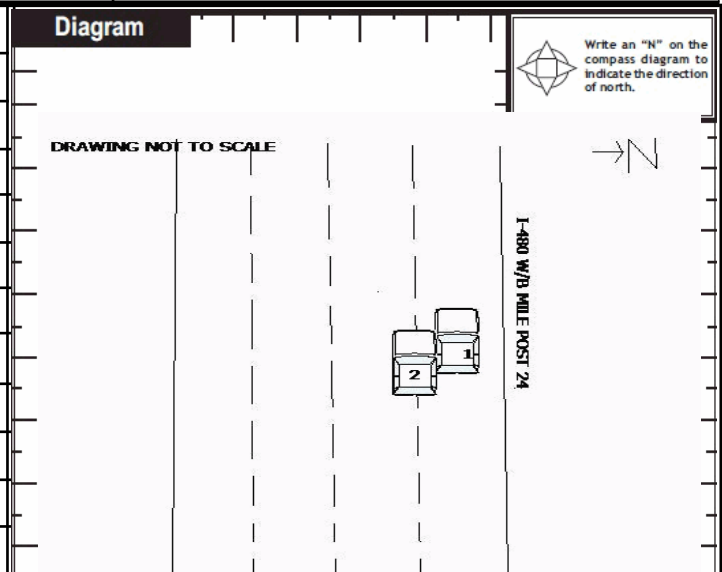 Diagram
Write an “N” on the
compass diagram to
indicate the direction
of north.
DRAWING NOT TO SCALE
N
I-480 W/B MILE POST 24
1
2